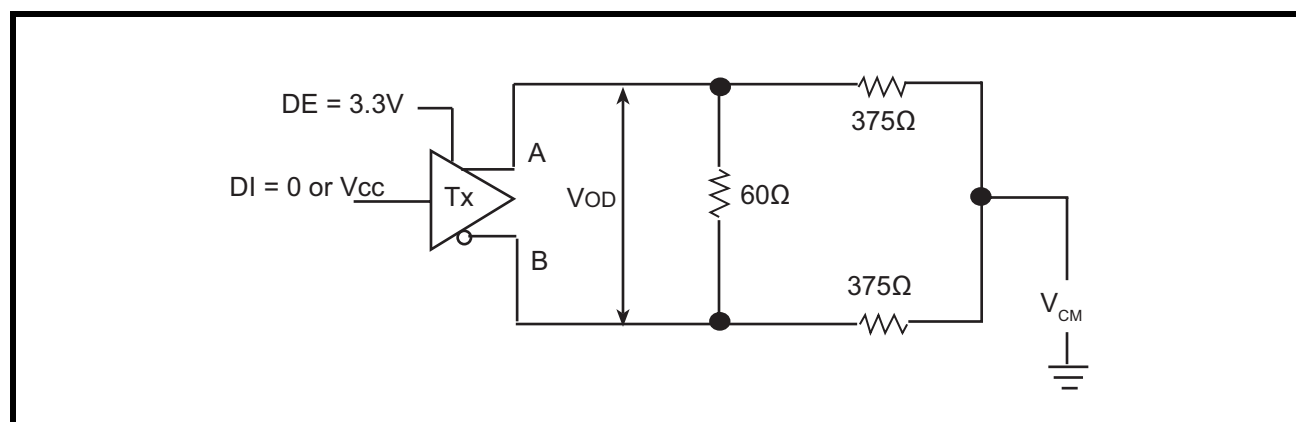 DE = 3.3V
375Ω
A
DI = 0 or Vcc
Tx
VOD
60Ω
B
375Ω
VCM